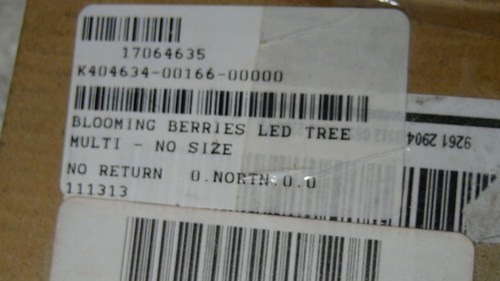 17064635
K404634-00166-00000
BLOOMING BERRIES LED TREE
MULTI - NO SIZE
NO RETURN 0.NORTN.0.0
111313
9261 2904